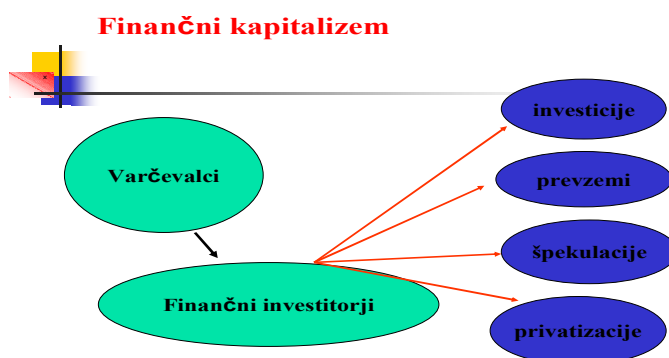 Finančni kapitalizem
investicije
Varčevalci
prevzemi
špekulacije
Finančni investitorji
privatizacije